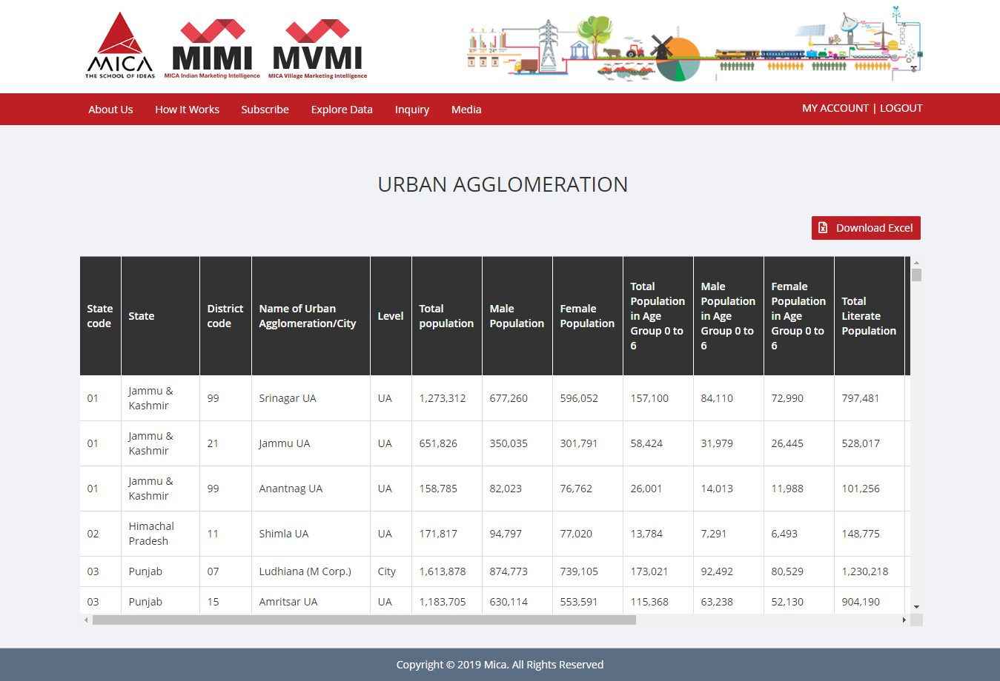 MICA
THE SCHOOL OF IDEAS
MIMI
MICA Indian Marketing Intelligence
MVMI
MICA Village Marketing Intelligence
About Us How It Works Subscribe Explore Data Inquiry Media
MY ACCOUNT | LOGOUT
URBAN AGGLOMERATION
Download Excel
State code State District code Name of Urban Agglomeration/City Level Total population Male Population Female Population Total Population in Age Group 0 to 6 Male Population in Age Group 0 to 6 Female Population in Age Group 0 to 6 Total Literate Population
01 Jammu & Kashmir 99 Srinagar UA UA 1,273,312 677,260 596,052 157,100 84,110 72,990 797,481
01 Jammu & Kashmir 21 Jammu UA UA 651,826 350,035 301,791 58,424 31,979 26,445 528,017
01 Jammu & Kashmir 99 Anantnag UA UA 158,785 82,023 76,762 26,001 14,013 11,988 101,256
02 Himachal Pradesh 11 Shimla UA UA 171,817 94,797 77,020 13,784 7,291 6,493 148,775
03 Punjab 07 Ludhiana (M Corp.) City 1,613,878 874,773 739,105 173,021 92,492 80,529 1,230,218
03 Punjab 15 Amritsar UA UA 1,183,705 630,114 553,591 115,368 63,238 52,130 904,190
Copyright © 2019 Mica. All Rights Reserved